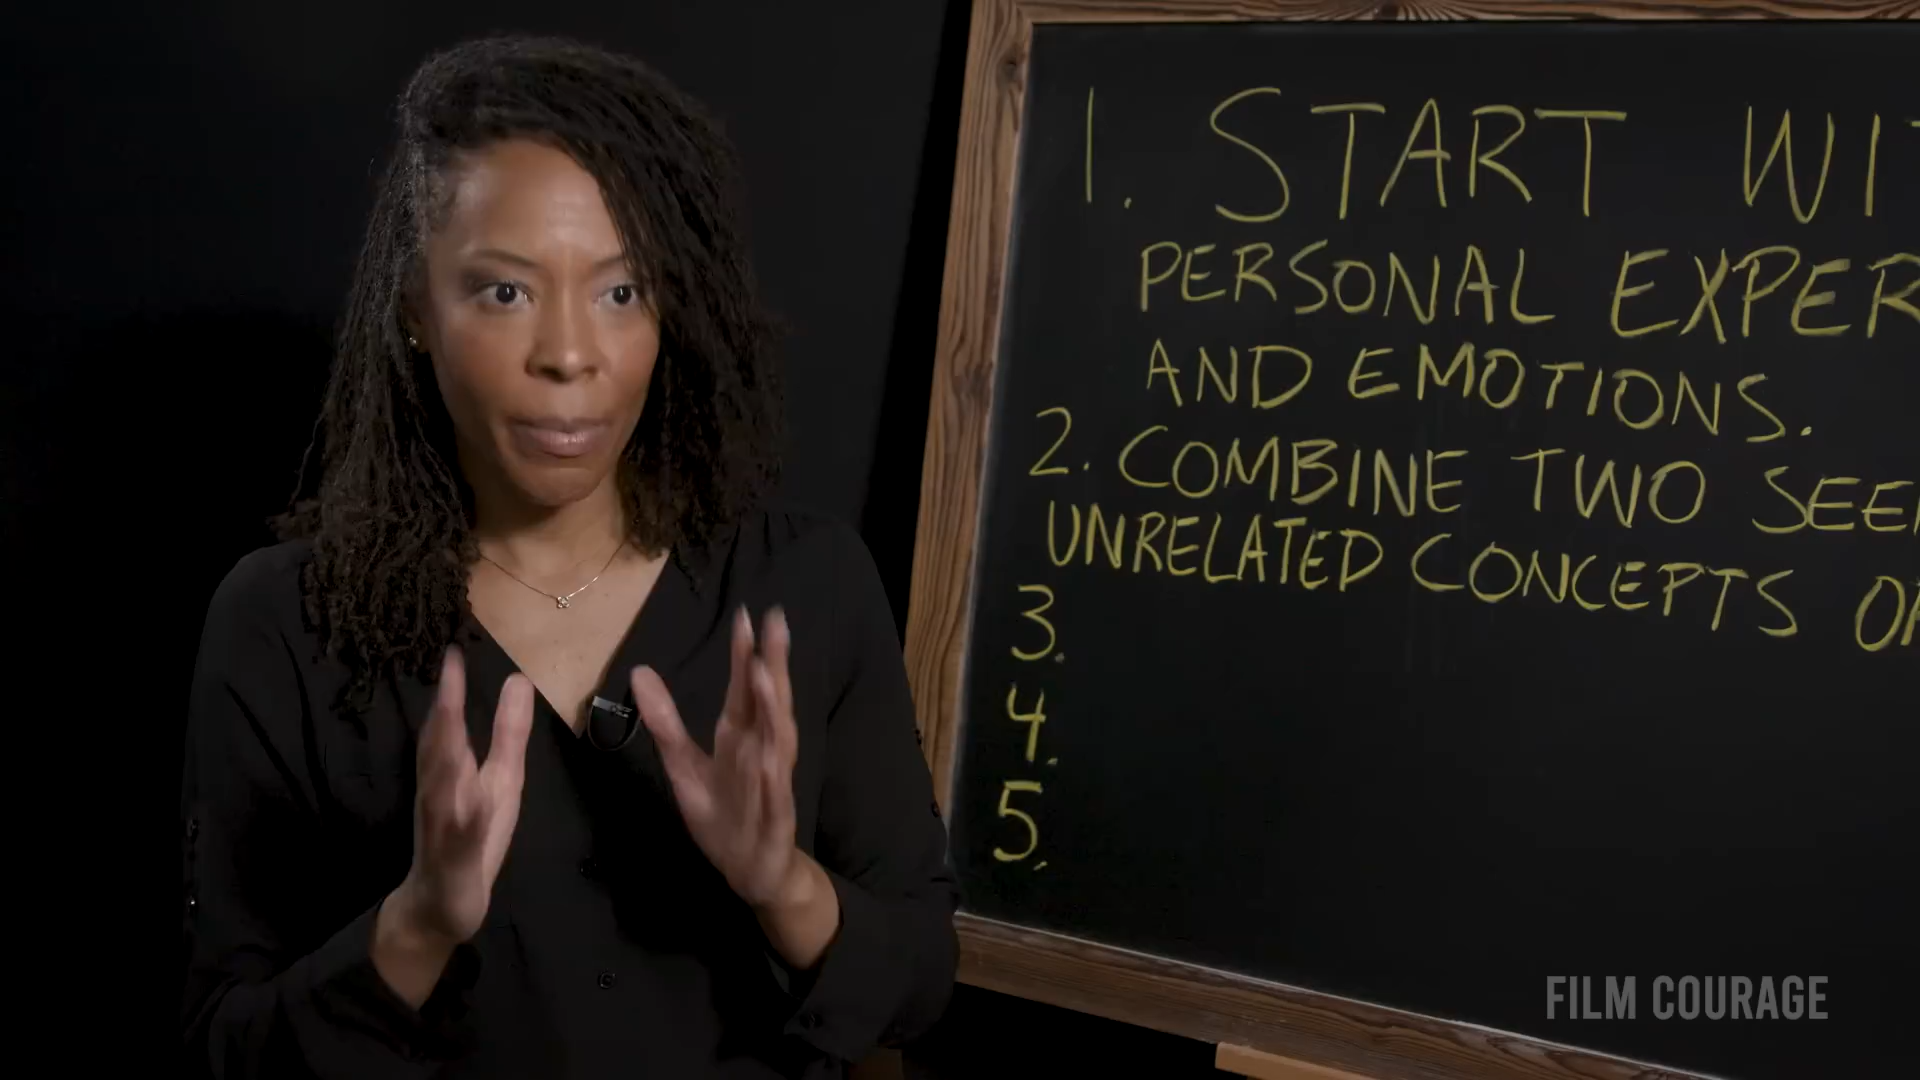 1. START WI
PERSONAL EXPER
AND EMOTIONS.
2. COMBINE TWO SEE
UNRELATED CONCEPTS O
3.
4.
5.
FILM COURAGE